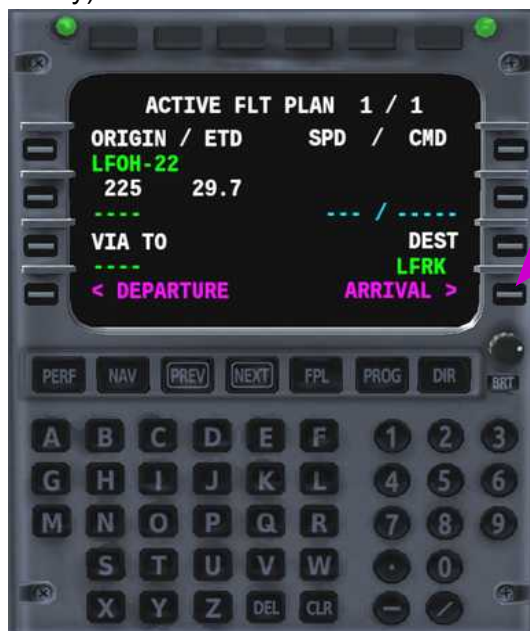 ACTIVE FLT PLAN 1 / 1
ORIGIN / ETD SPD / CMD
LFOH-22
225 29.7
---- --- / -----
VIA TO DEST
---- LFRK
< DEPARTURE ARRIVAL >
PERF NAV PREV NEXT FPL PROG DIR BRT
A B C D E F 1 2 3
G H I J K L 4 5 6
M N O P Q R 7 8 9
S T U V W . 0
X Y Z DEL CLR - /